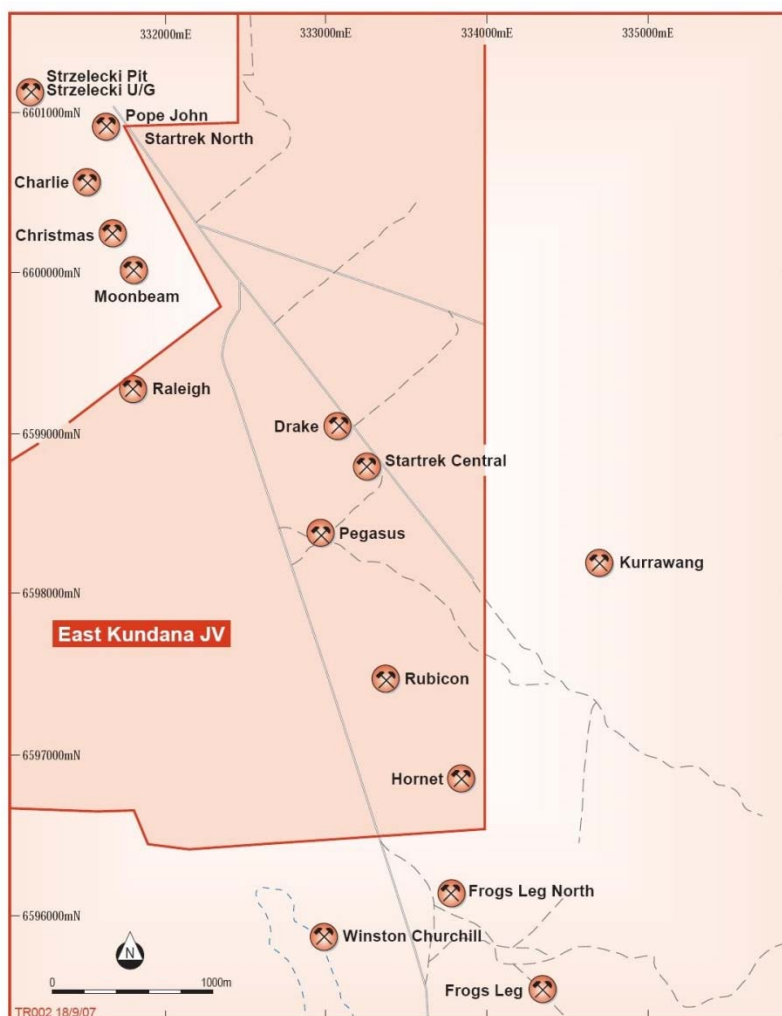 332000mE
333000mE
334000mE
335000mE
Strzelecki Pit
Strzelecki U/G
6601000mN
Pope John
Startrek North
Charlie
Christmas
6600000mN
Moonbeam
Raleigh
Drake
6599000mN
Startrek Central
Pegasus
Kurrawang
6598000mN
East Kundana JV
Rubicon
6597000mN
Hornet
Frogs Leg North
6596000mN
Winston Churchill
N
0
1000m
Frogs Leg
TR002 18/9/07